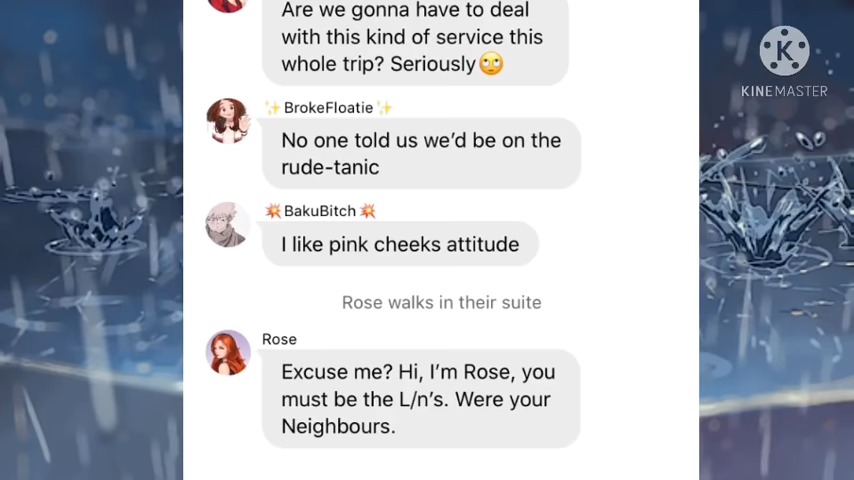 Are we gonna have to deal
with this kind of service this
whole trip? Seriously🙄
✨BrokeFloatie✨
No one told us we'd be on the
rude-tanic
💥BakuBitch💥
I like pink cheeks attitude
Rose walks in their suite
Rose
Excuse me? Hi, I'm Rose, you
must be the L/n's. Were your
Neighbours.
K
KINEMASTER